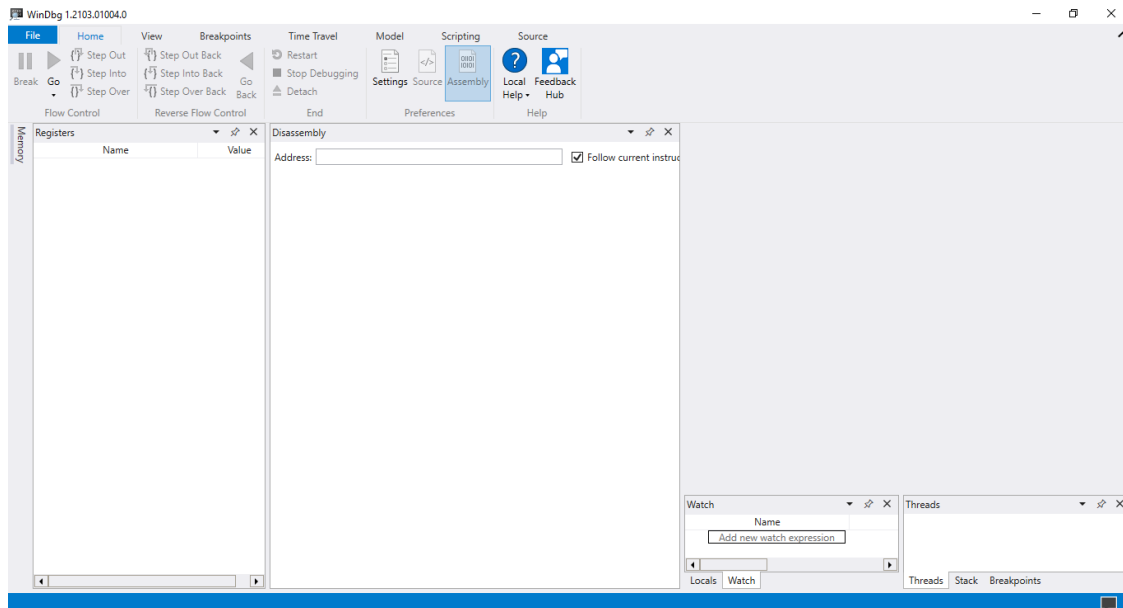 WinDbg 1.2103.01004.0
File Home View Breakpoints Time Travel Model Scripting Source
Break
Go
Step Out
Step Into
Step Over
Flow Control
Step Out Back
Step Into Back
Step Over Back
Go
Back
Reverse Flow Control
Restart
Stop Debugging
Detach
End
Settings Source Assembly
Preferences
Local
Help
Feedback
Hub
Help
Memory
Registers
Name Value
Disassembly
Address:
Follow current instruc
Watch
Name
Add new watch expression
Locals Watch
Threads
Threads Stack Breakpoints